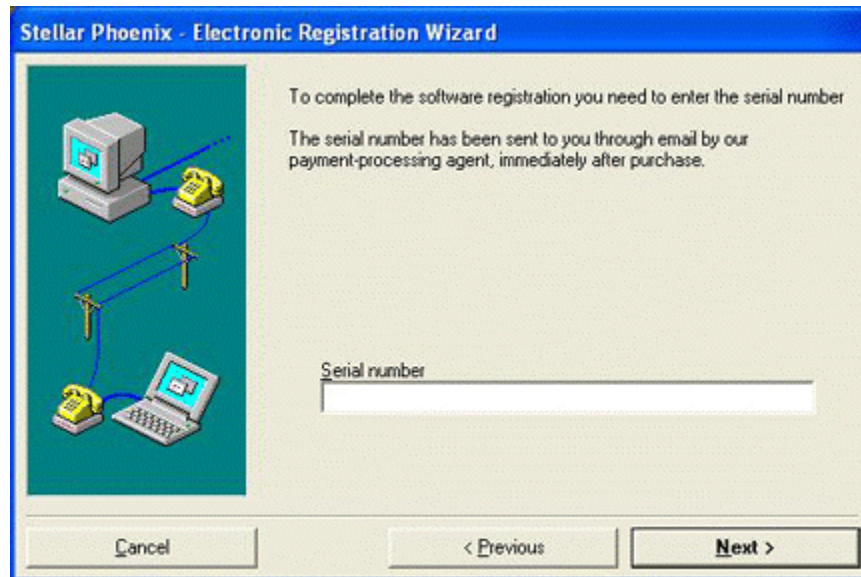 Stellar Phoenix - Electronic Registration Wizard
To complete the software registration you need to enter the serial number
The serial number has been sent to you through email by our
payment-processing agent, immediately after purchase.
Serial number
Cancel
< Previous
Next >